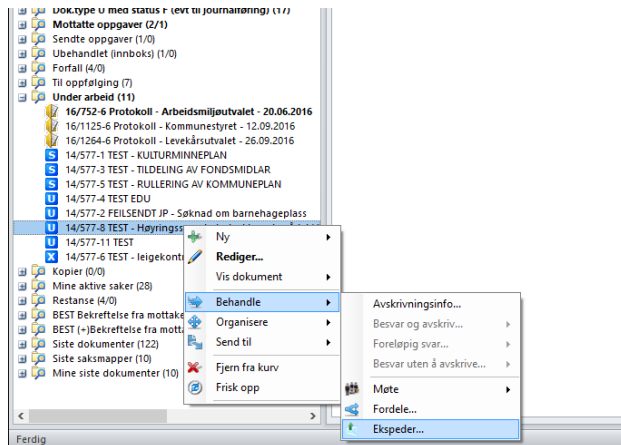 Dok.type U med status F (evt til journalføring) (17)
Mottatte oppgaver (2/1)
Sendte oppgaver (1/0)
Ubehandlet (innboks) (1/0)
Forfall (4/0)
Til oppfølging (7)
Under arbeid (11)
16/752-6 Protokoll - Arbeidsmiljøutvalet - 20.06.2016
16/1125-6 Protokoll - Kommunestyret - 12.09.2016
16/1264-6 Protokoll - Levekårsutvalet - 26.09.2016
S 14/577-1 TEST - KULTURMINNEPLAN
S 14/577-3 TEST - TILDELING AV FONDSMIDLAR
S 14/577-5 TEST - RULLERING AV KOMMUNEPLAN
U 14/577-4 TEST EDU
U 14/577-2 FEILSENDT JP - Søknad om barnehageplass
U 14/577-8 TEST - Høyringss
U 14/577-11 TEST
X 14/577-6 TEST - leigekontr
Kopier (0/0)
Mine aktive saker (28)
Restanse (4/0)
BEST Bekreftelse fra mottake
BEST (+)Bekreftelse fra motta
Siste dokumenter (122)
Siste saksmapper (10)
Mine siste dokumenter (10)
Ny
Rediger...
Vis dokument
Behandle
Organisere
Send til
Fjern fra kurv
Frisk opp
Avskrivningsinfo...
Besvar og avskriv...
Foreløpig svar...
Besvar uten å avskrive...
Møte
Fordele...
Ekspeder...
Ferdig